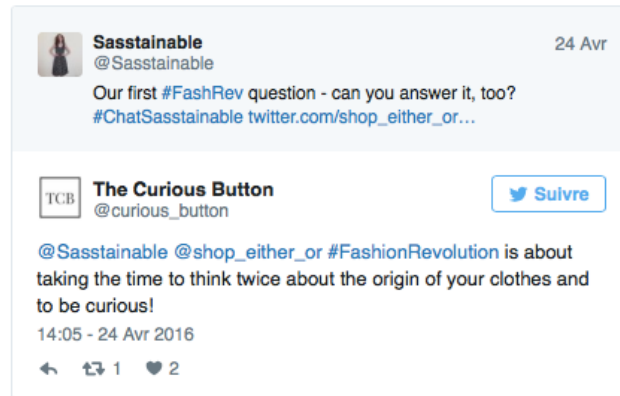 Sasstainable
24 Avr
@Sasstainable
Our first #FashRev question - can you answer it, too?
#ChatSasstainable twitter.com/shop_either_or…
TCB
The Curious Button
Suivre
@curious_button
@Sasstainable @shop_either_or #FashionRevolution is about
taking the time to think twice about the origin of your clothes and
to be curious!
14:05 - 24 Avr 2016
1
2